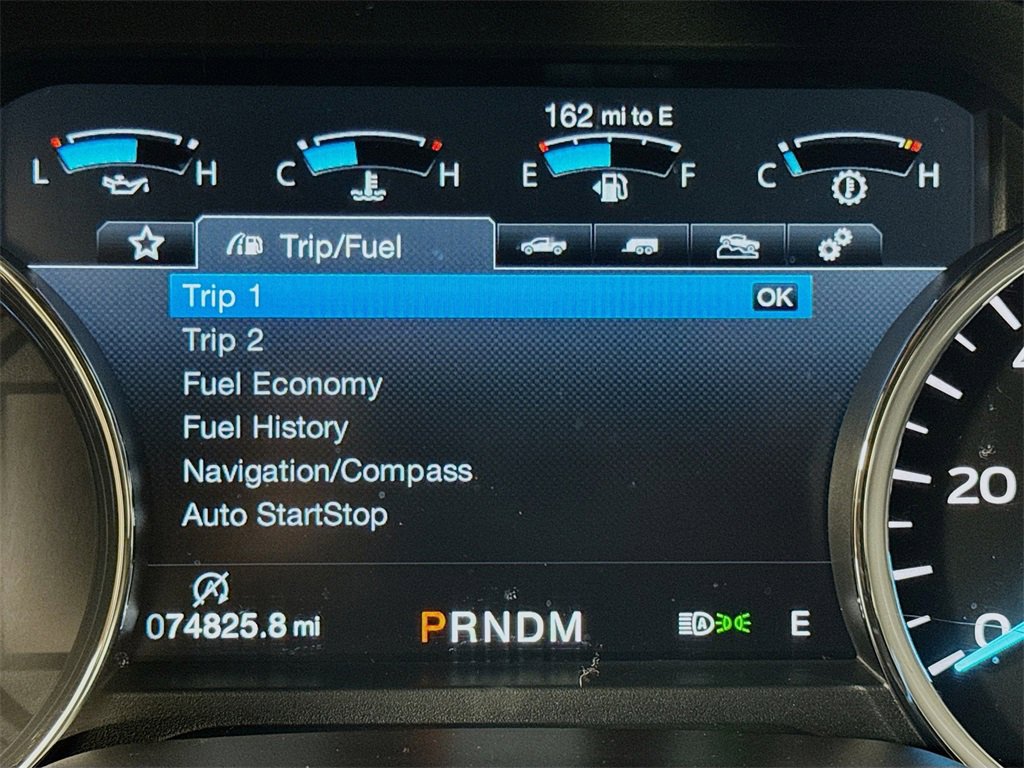 162 mi to E
L H C H E F C H
Trip/Fuel
Trip 1 OK
Trip 2
Fuel Economy
Fuel History
Navigation/Compass
Auto StartStop
20
A
074825.8 mi PRNDM A E
0